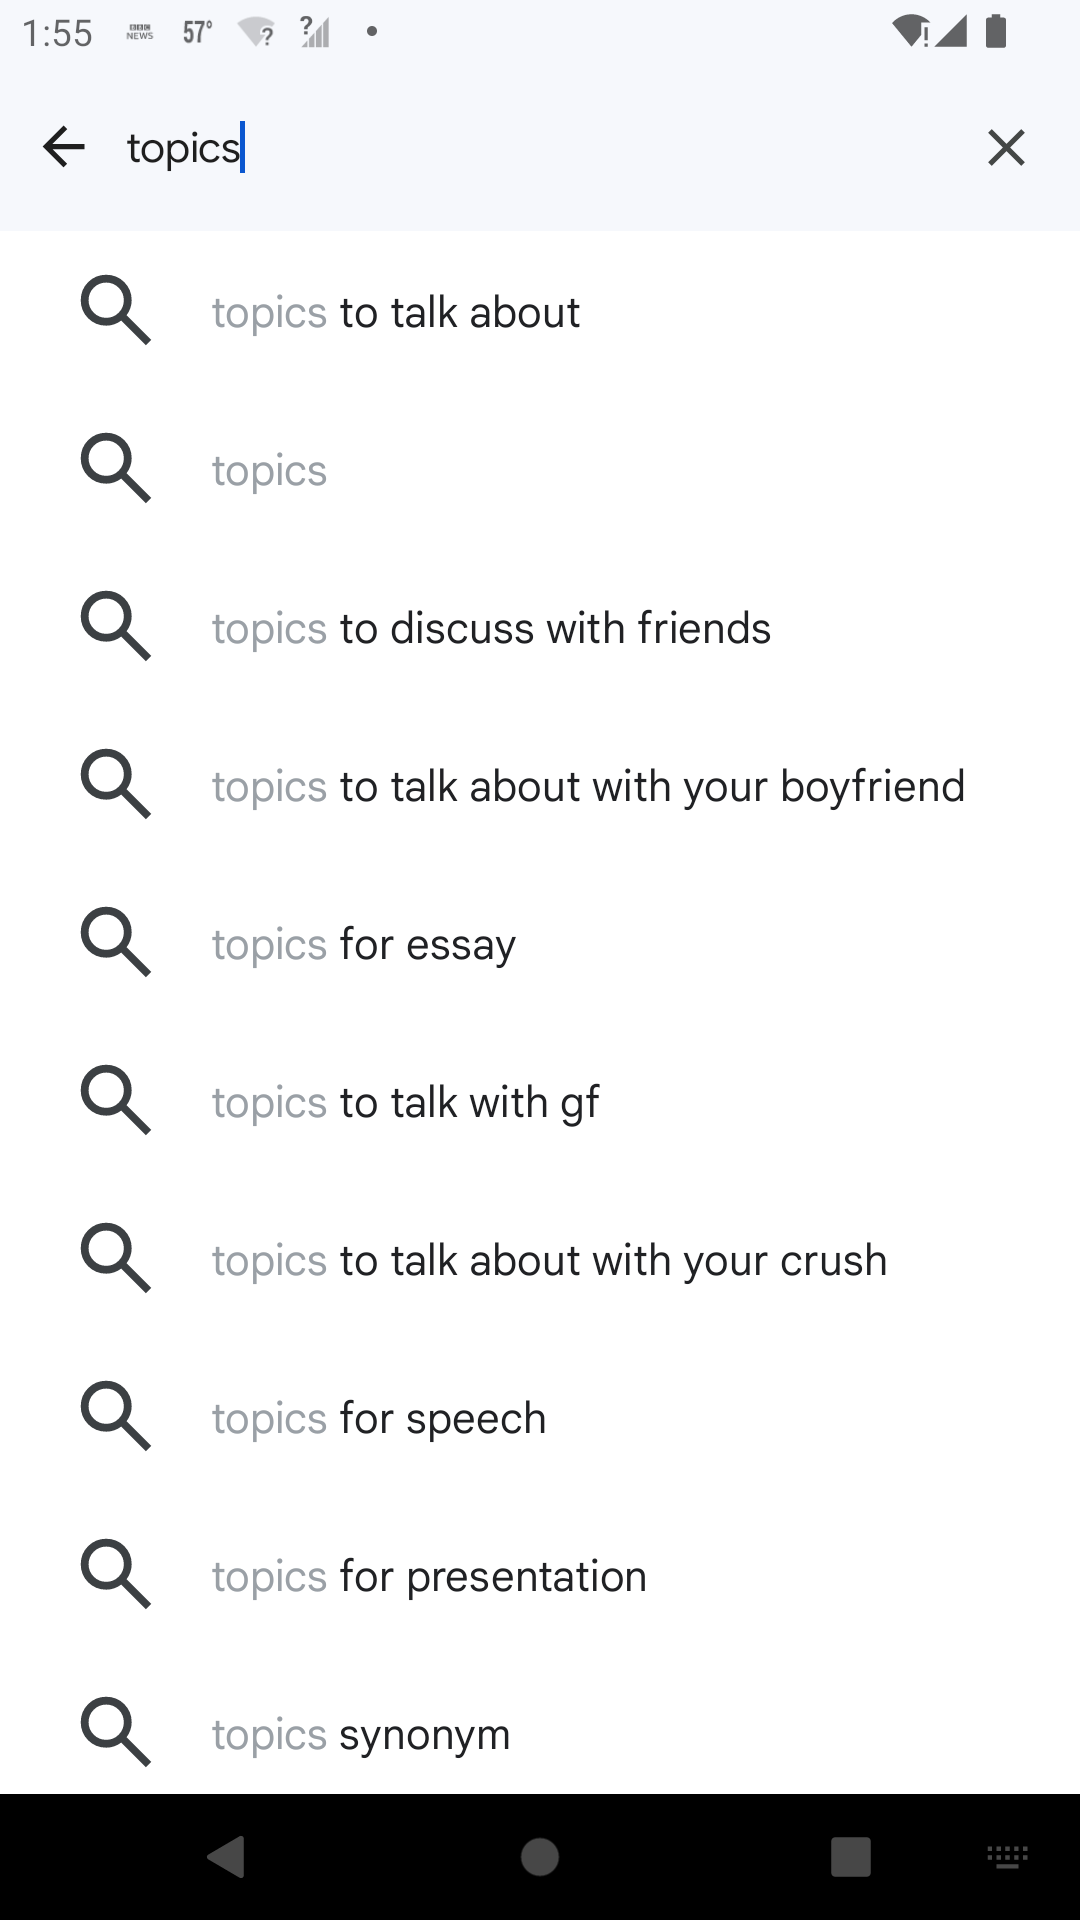 1:55 BBC NEWS 57°
topics
topics to talk about
topics
topics to discuss with friends
topics to talk about with your boyfriend
topics for essay
topics to talk with gf
topics to talk about with your crush
topics for speech
topics for presentation
topics synonym